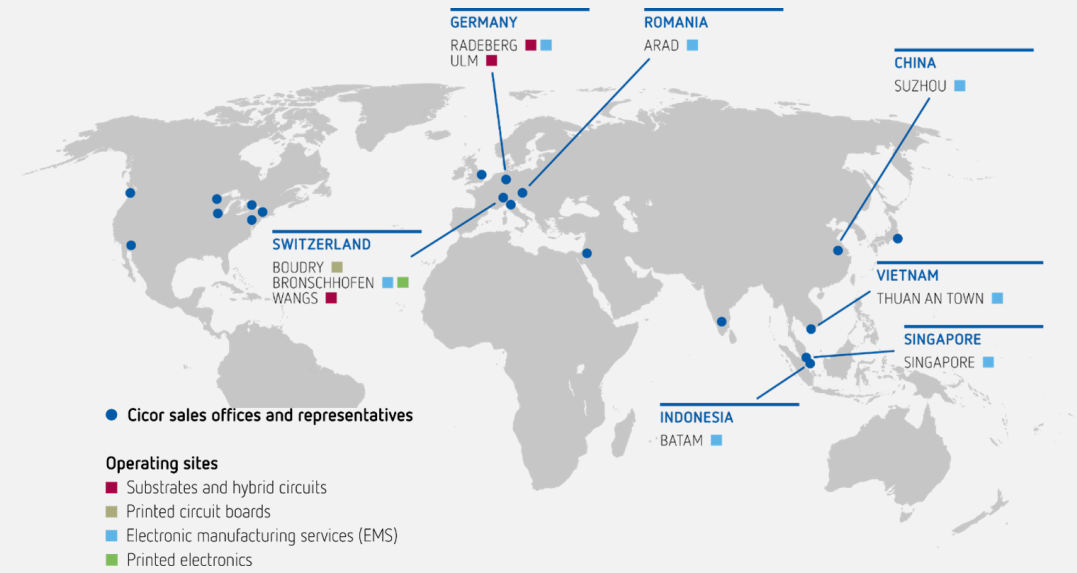 GERMANY
RADEBERG
ULM
ROMANIA
ARAD
CHINA
SUZHOU
SWITZERLAND
BOUDRY
BRONSCHHOFEN
WANGS
VIETNAM
THUAN AN TOWN
SINGAPORE
SINGAPORE
INDONESIA
BATAM
Cicor sales offices and representatives
Operating sites
Substrates and hybrid circuits
Printed circuit boards
Electronic manufacturing services (EMS)
Printed electronics